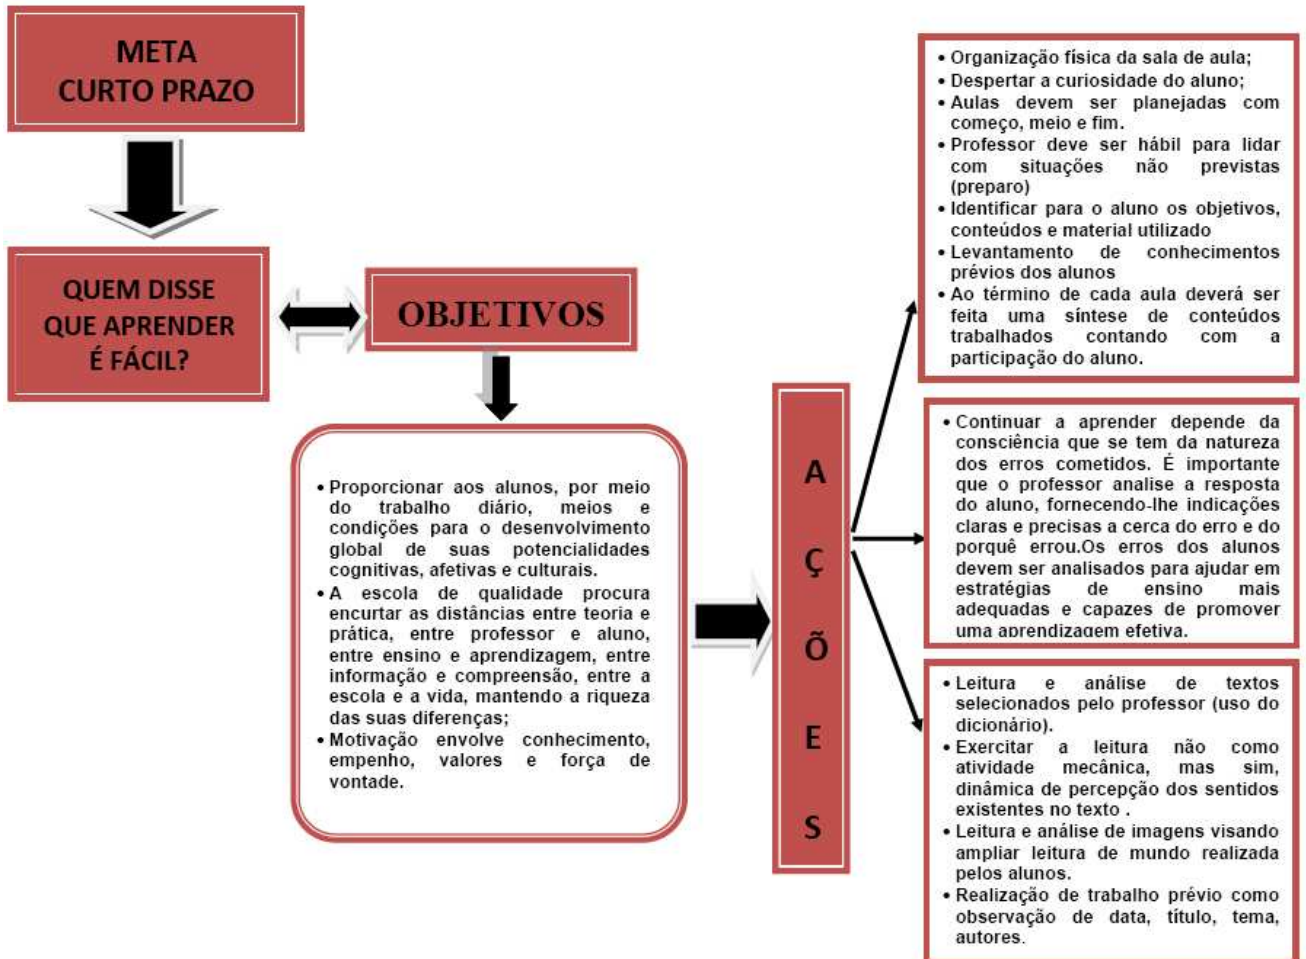 META
CURTO PRAZO
QUEM DISSE
QUE APRENDER
É FÁCIL?
OBJETIVOS
• Proporcionar aos alunos, por meio
do trabalho diário, meios e
condições para o desenvolvimento
global de suas potencialidades
cognitivas, afetivas e culturais.
• A escola de qualidade procura
encurtar as distâncias entre teoria e
prática, entre professor e aluno,
entre ensino e aprendizagem, entre
informação e compreensão, entre a
escola e a vida, mantendo a riqueza
das suas diferenças;
• Motivação envolve conhecimento,
empenho, valores e força de
vontade.
A
Ç
Õ
E
S
• Organização física da sala de aula;
• Despertar a curiosidade do aluno;
• Aulas devem ser planejadas com
começo, meio e fim.
• Professor deve ser hábil para lidar
com situações não previstas
(preparo)
• Identificar para o aluno os objetivos,
conteúdos e material utilizado
• Levantamento de conhecimentos
prévios dos alunos
• Ao término de cada aula deverá ser
feita uma síntese de conteúdos
trabalhados contando com a
participação do aluno.
• Continuar a aprender depende da
consciência que se tem da natureza
dos erros cometidos. É importante
que o professor analise a resposta
do aluno, fornecendo-lhe indicações
claras e precisas a cerca do erro e do
porquê errou.Os erros dos alunos
devem ser analisados para ajudar em
estratégias de ensino mais
adequadas e capazes de promover
uma aprendizagem efetiva.
• Leitura e análise de textos
selecionados pelo professor (uso do
dicionário).
• Exercitar a leitura não como
atividade mecânica, mas sim,
dinâmica de percepção dos sentidos
existentes no texto .
• Leitura e análise de imagens visando
ampliar leitura de mundo realizada
pelos alunos.
• Realização de trabalho prévio como
observação de data, título, tema,
autores.